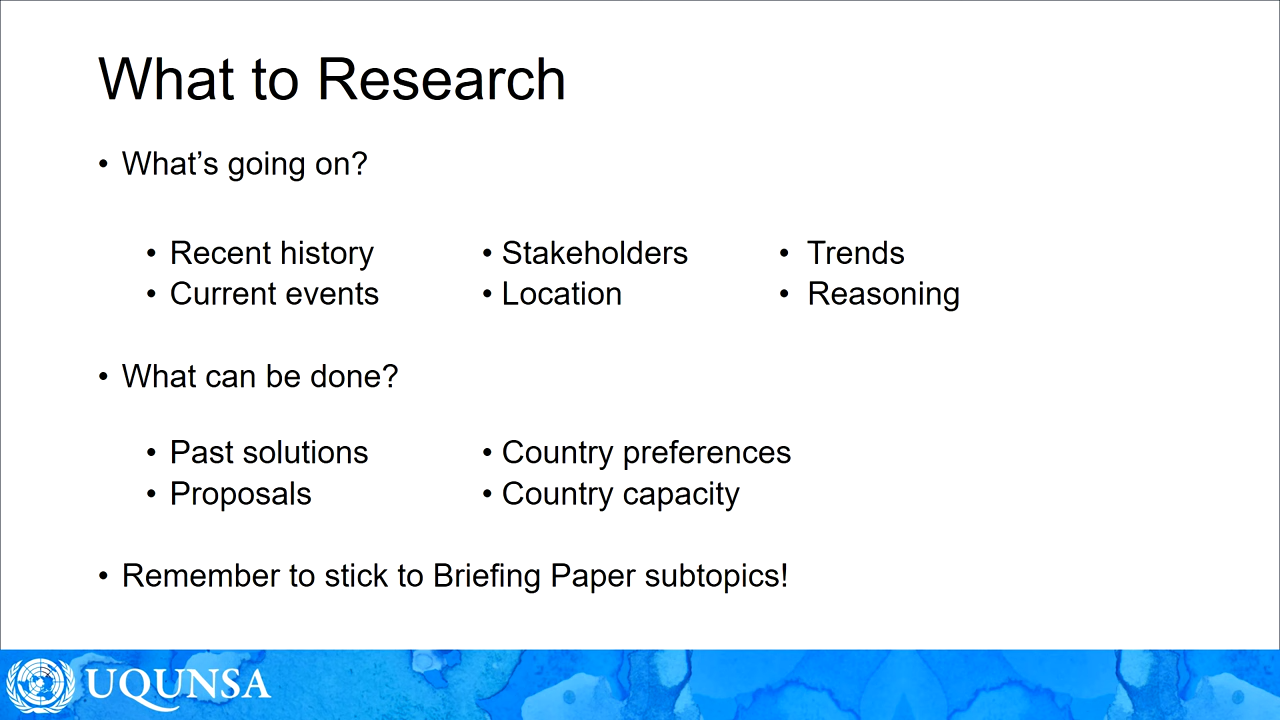 What to Research
• What’s going on?
• Recent history • Stakeholders • Trends
• Current events • Location • Reasoning
• What can be done?
• Past solutions • Country preferences
• Proposals • Country capacity
• Remember to stick to Briefing Paper subtopics!
UQUNSA